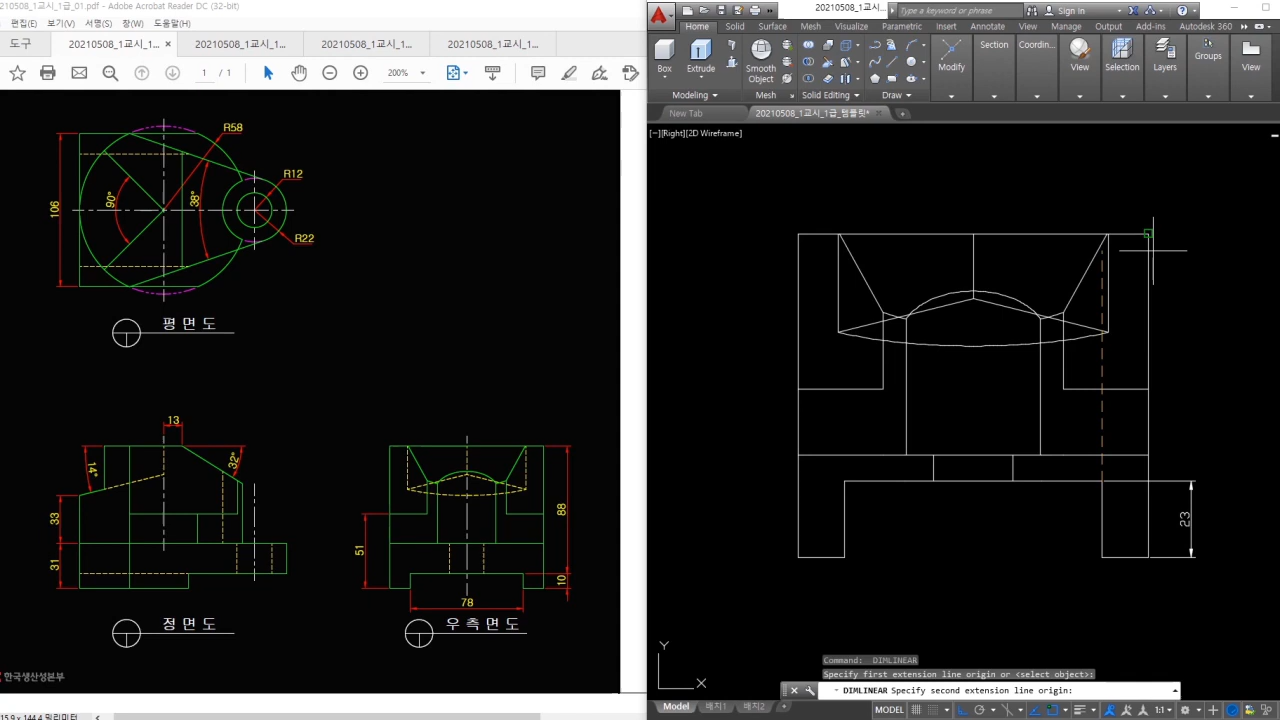 20210508_1교시_1급_01.pdf - Adobe Acrobat Reader DC (32-bit)
편집(E) 보기(V) 서명(S) 창(W) 도움말(H)
도구
20210508_1교시_1... ×
20210508_1교시_1급...
20210508_1교시_1급...
20210508_1교시_1급...
1 / 1
200%
106
R58
R12
R22
90°
38°
평 면 도
13
14°
32°
33
31
51
88
10
78
정 면 도
우 측 면 도
한국생산성본부
15.9 x 444.9 밀리미터
Type a keyword or phrase
Sign In
Home Solid Surface Mesh Visualize Parametric Insert Annotate View Manage Output Add-ins Autodesk 360
Box
Extrude
Smooth Object
Section
Coordin...
Modify
View
Selection
Layers
Groups
View
Modeling
Mesh
Solid Editing
Draw
New Tab
20210508_1교시_1급_템플릿*
[−][Right][2D Wireframe]
23
Y
X
Command: DIMLINEAR
Specify first extension line origin or <select object>:
DIMLINEAR Specify second extension line origin:
Model 배치1 배치2 +
MODEL
1:1